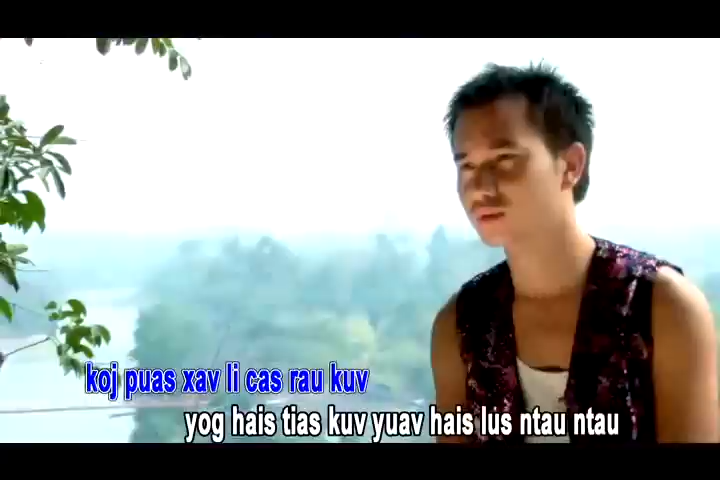 koj puas xav li cas rau kuv
yog hais tias kuv yuav hais lus ntau ntau